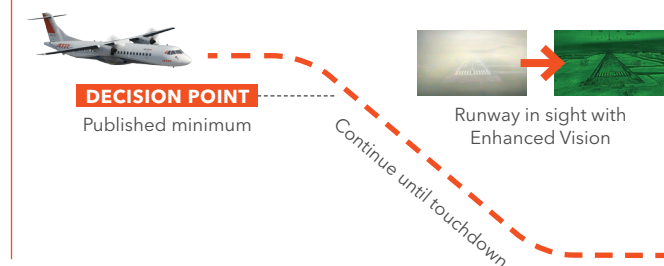 DECISION POINT
Published minimum
Runway in sight with
Enhanced Vision
Continue until touchdown